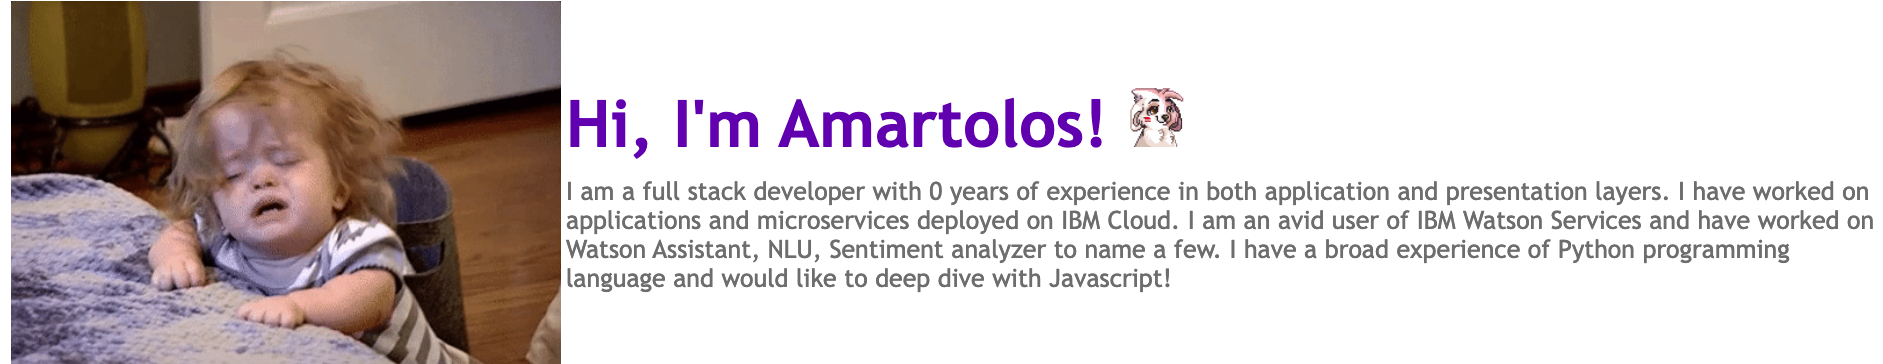 Hi, I'm Amartolos!
I am a full stack developer with 0 years of experience in both application and presentation layers. I have worked on
applications and microservices deployed on IBM Cloud. I am an avid user of IBM Watson Services and have worked on
Watson Assistant, NLU, Sentiment analyzer to name a few. I have a broad experience of Python programming
language and would like to deep dive with Javascript!